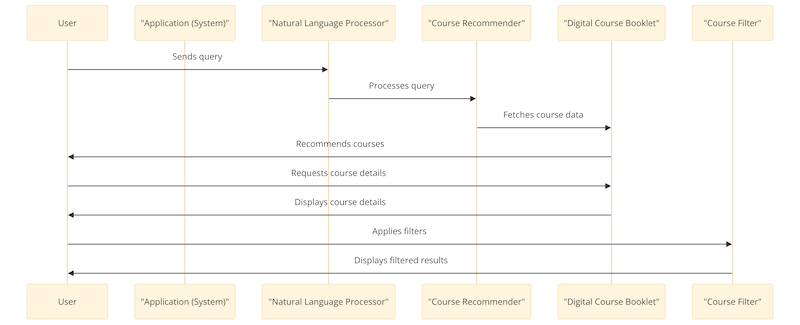 User
"Application (System)"
"Natural Language Processor"
"Course Recommender"
"Digital Course Booklet"
"Course Filter"
Sends query
Processes query
Fetches course data
Recommends courses
Requests course details
Displays course details
Applies filters
Displays filtered results
User
"Application (System)"
"Natural Language Processor"
"Course Recommender"
"Digital Course Booklet"
"Course Filter"